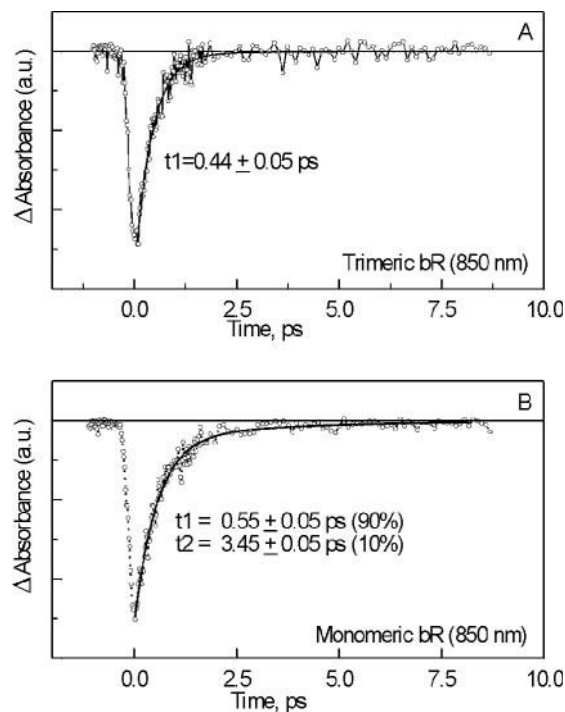 A
Δ Absorbance (a.u.)
t1=0.44 ± 0.05 ps
Trimeric bR (850 nm)
0.0 2.5 5.0 7.5 10.0
Time, ps
B
Δ Absorbance (a.u.)
t1 = 0.55 ± 0.05 ps (90%)
t2 = 3.45 ± 0.05 ps (10%)
Monomeric bR (850 nm)
0.0 2.5 5.0 7.5 10.0
Time, ps